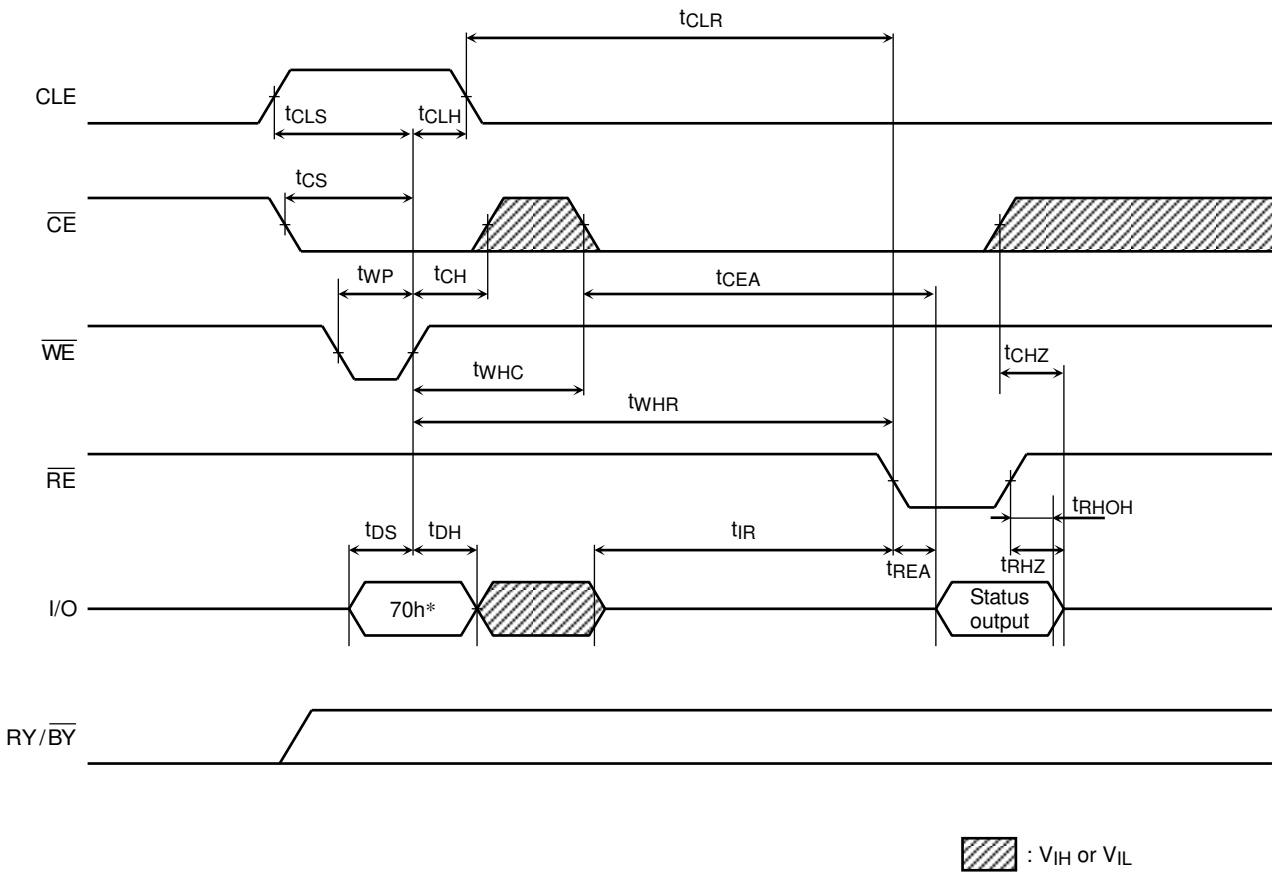 tCLR
CLE
tCLS
tCLH
tCS
CE
tWP
tCH
tCEA
WE
tCHZ
tWHC
tWHR
RE
tRHOH
tDS
tDH
tIR
tREA
tRHZ
I/O
70h*
Status
output
RY/BY
: VIH or VIL